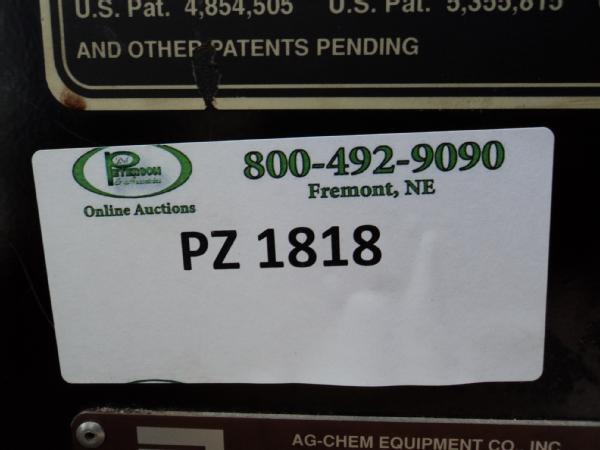 U.S. Pat. 4,854,505 U.S. Pat. 5,355,815
AND OTHER PATENTS PENDING
PETERSON
Online Auctions
800-492-9090
Fremont, NE
PZ 1818
AG-CHEM EQUIPMENT CO., INC.